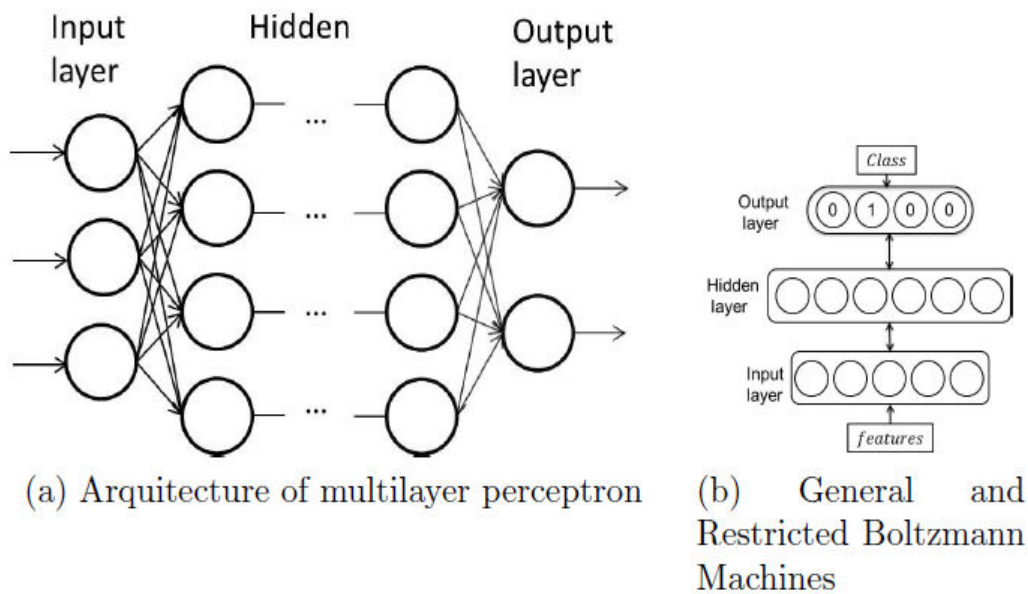 Input
layer
Hidden
Output
layer
...
...
...
...
(a) Arquitecture of multilayer perceptron
Class
Output
layer
0 1 0 0
Hidden
layer
Input
layer
features
(b) General and
Restricted Boltzmann
Machines